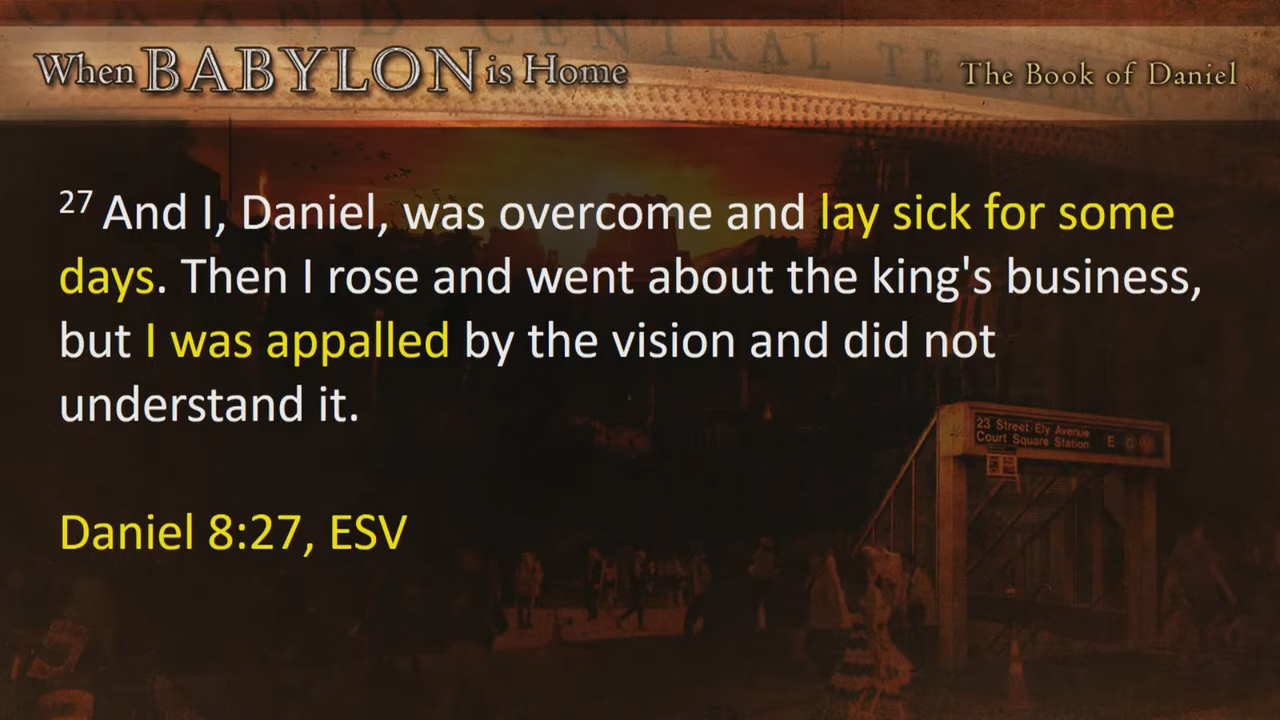 When BABYLON is Home
The Book of Daniel
27 And I, Daniel, was overcome and lay sick for some
days. Then I rose and went about the king's business,
but I was appalled by the vision and did not
understand it.
Daniel 8:27, ESV
23 Street-Ely Avenue
Court Square Station
E G